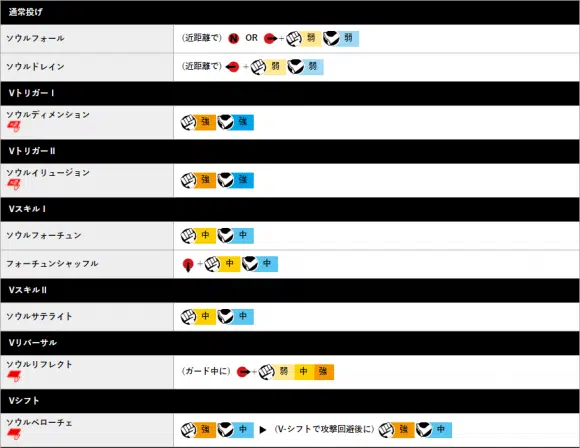 通常投げ
ソウルフォール
(近距離で) N OR + 弱 弱
ソウルドレイン
(近距離で) + 弱 弱
VトリガーⅠ
ソウルディメンション
強 強
VトリガーⅡ
ソウルイリュージョン
強 強
VスキルⅠ
ソウルフォーチュン
中 中
フォーチュンシャッフル
+ 中 中
VスキルⅡ
ソウルサテライト
中 中
Vリバーサル
ソウルリフレクト
(ガード中に) + 弱 中 強
Vシフト
ソウルベローチェ
強 中 ▶ (V-シフトで攻撃回避後に) 強 中